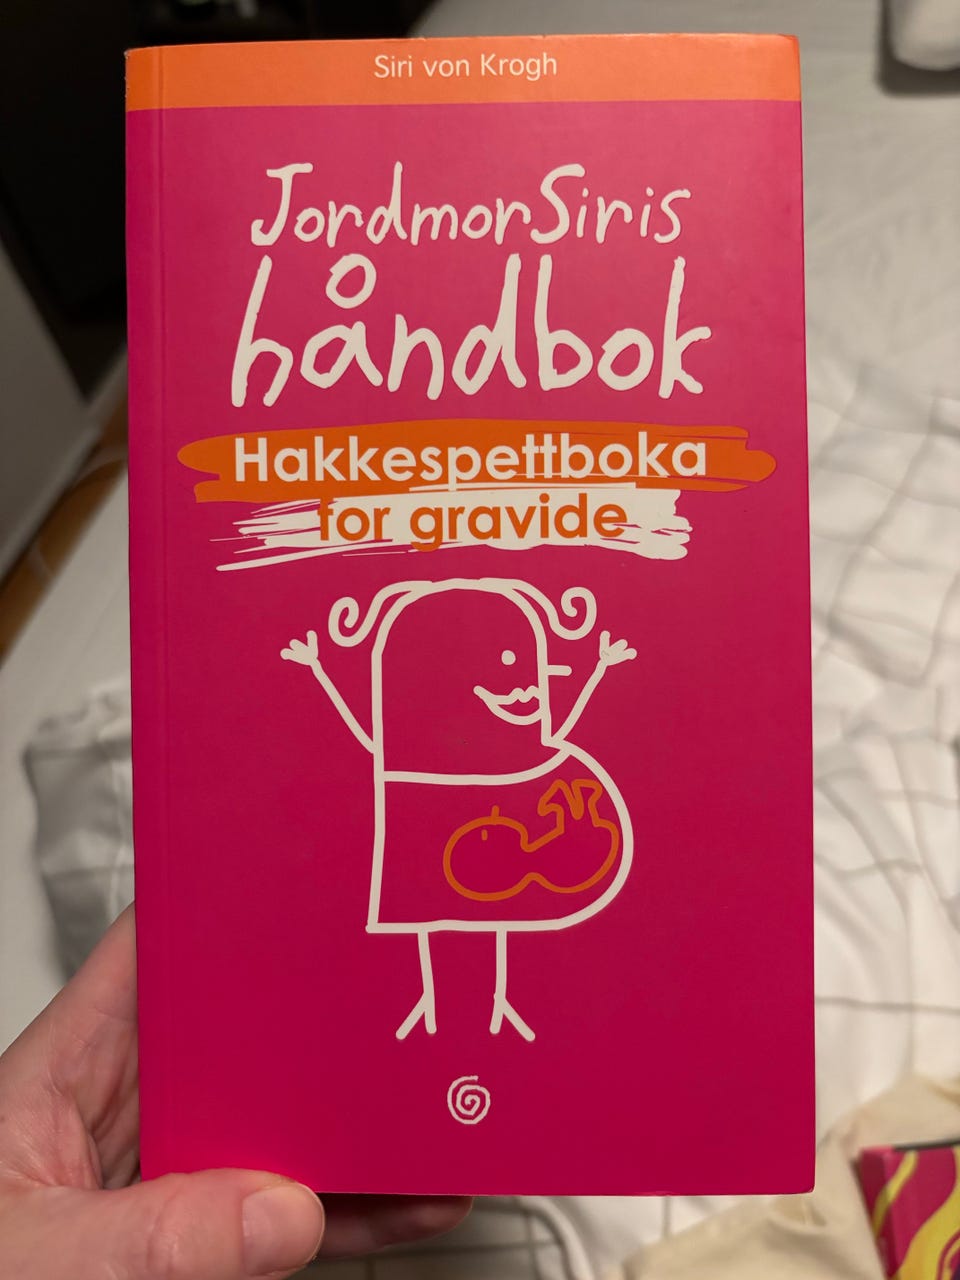 Siri von Krogh
JordmorSiris
håndbok
Hakkespettboka
for gravide